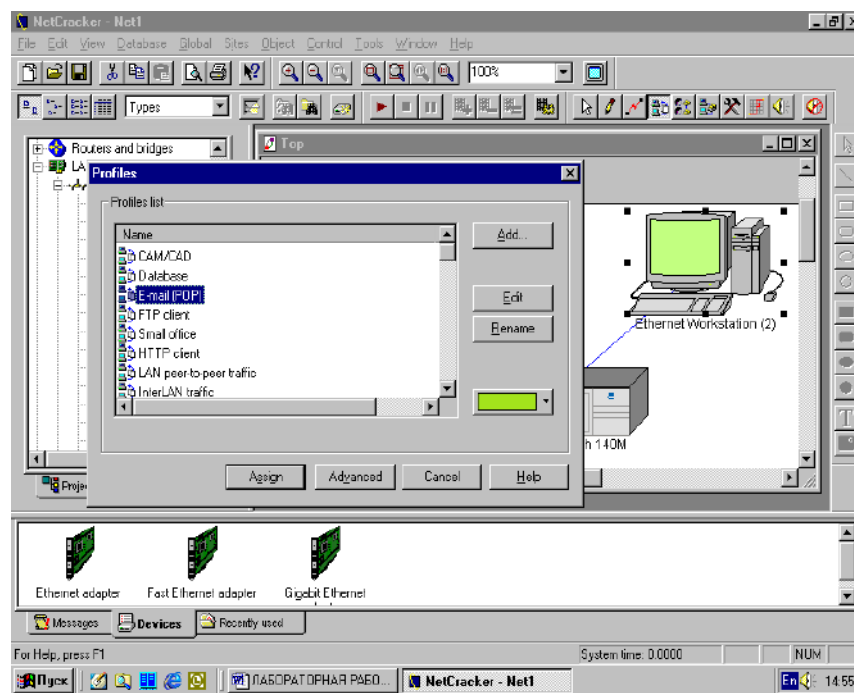 NetCracker - Net1
File Edit View Database Global Sites Object Control Tools Window Help
100%
Types
Routers and bridges
LA
Top
Profiles
Profiles list
Name
CAM/CAD
Database
E-mail (POP)
FTP client
Small office
HTTP client
LAN peer-to-peer traffic
InterLAN traffic
Add...
Edit
Rename
Assign
Advanced
Cancel
Help
Ethernet Workstation (2)
h 140M
Proje
Ethernet adapter
Fast Ethernet adapter
Gigabit Ethernet
Messages
Devices
Recently used
For Help, press F1
System time: 0.0000
NUM
Пуск
ЛАБОРАТОРНАЯ РАБО...
NetCracker - Net1
En
14:55